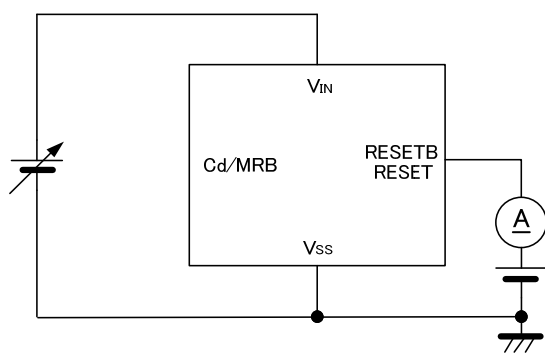 VIN
Cd/MRB
RESETB
RESET
A
VSS